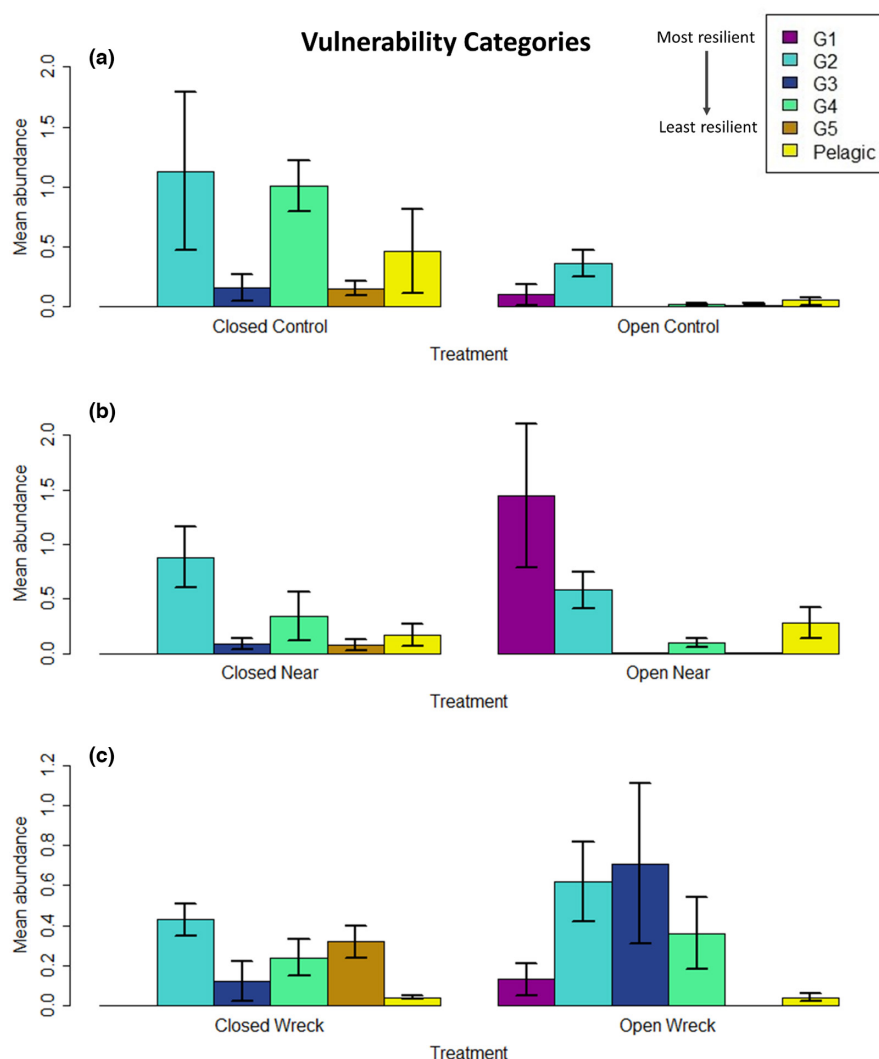 Vulnerability Categories
Most resilient
Least resilient
G1
G2
G3
G4
G5
Pelagic
(a)
Mean abundance
2.0
1.5
1.0
0.5
0.0
Closed Control
Open Control
Treatment
(b)
Mean abundance
2.0
1.5
1.0
0.5
0.0
Closed Near
Open Near
Treatment
(c)
Mean abundance
1.2
1.0
0.8
0.6
0.4
0.2
0.0
Closed Wreck
Open Wreck
Treatment